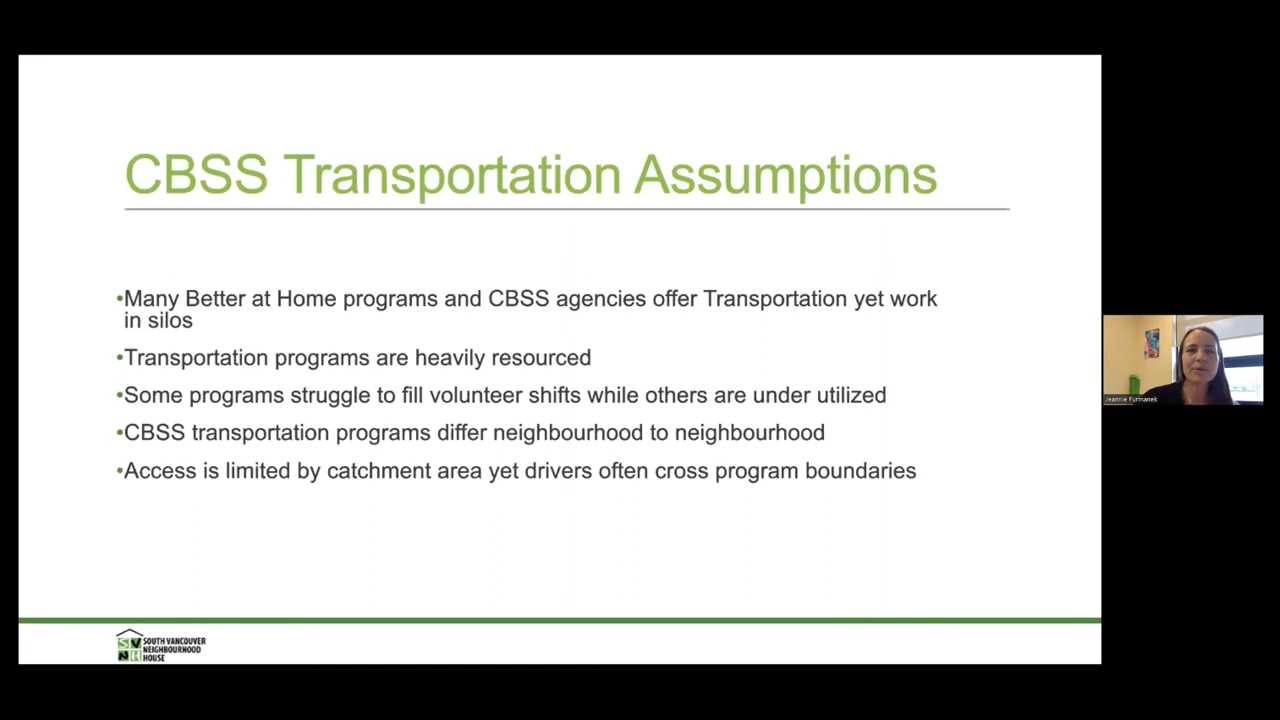 CBSS Transportation Assumptions
•Many Better at Home programs and CBSS agencies offer Transportation yet work
in silos
•Transportation programs are heavily resourced
•Some programs struggle to fill volunteer shifts while others are under utilized
•CBSS transportation programs differ neighbourhood to neighbourhood
•Access is limited by catchment area yet drivers often cross program boundaries
Jeannie Furmanek
SV
NH
SOUTH VANCOUVER
NEIGHBOURHOOD
HOUSE